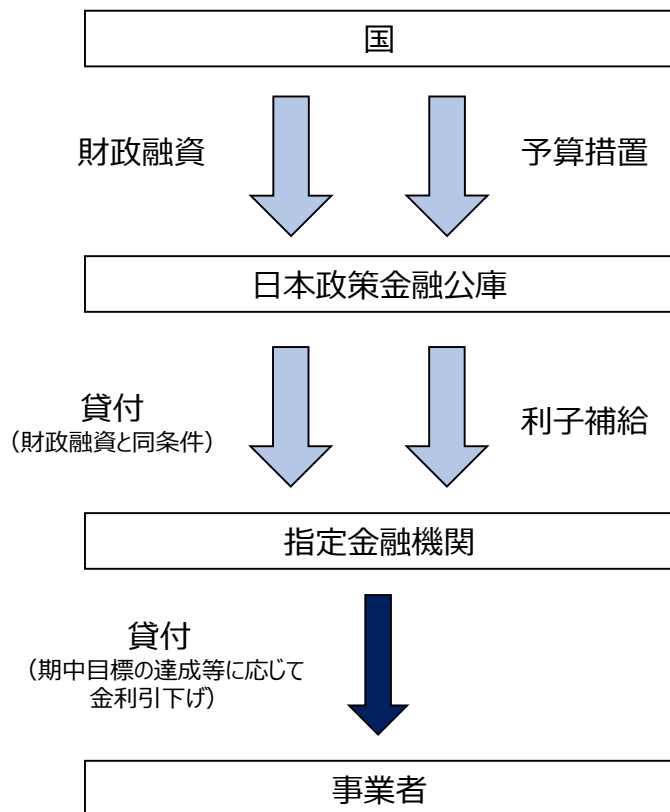 国
財政融資
予算措置
日本政策金融公庫
貸付
(財政融資と同条件)
利子補給
指定金融機関
貸付
(期中目標の達成等に応じて
金利引下げ)
事業者